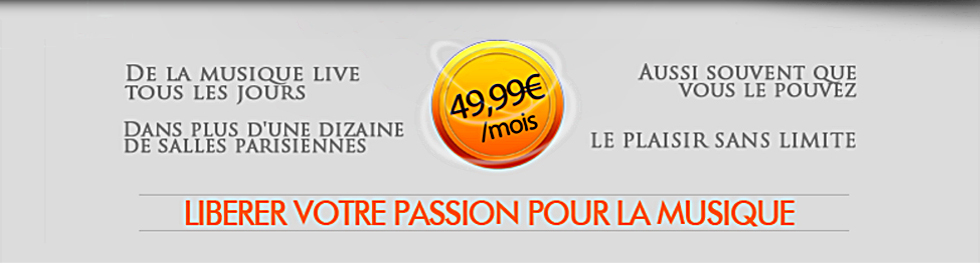 DE LA MUSIQUE LIVE
TOUS LES JOURS
DANS PLUS D'UNE DIZAINE
DE SALLES PARISIENNES
49,99€
/mois
AUSSI SOUVENT QUE
VOUS LE POUVEZ
LE PLAISIR SANS LIMITE
LIBERER VOTRE PASSION POUR LA MUSIQUE